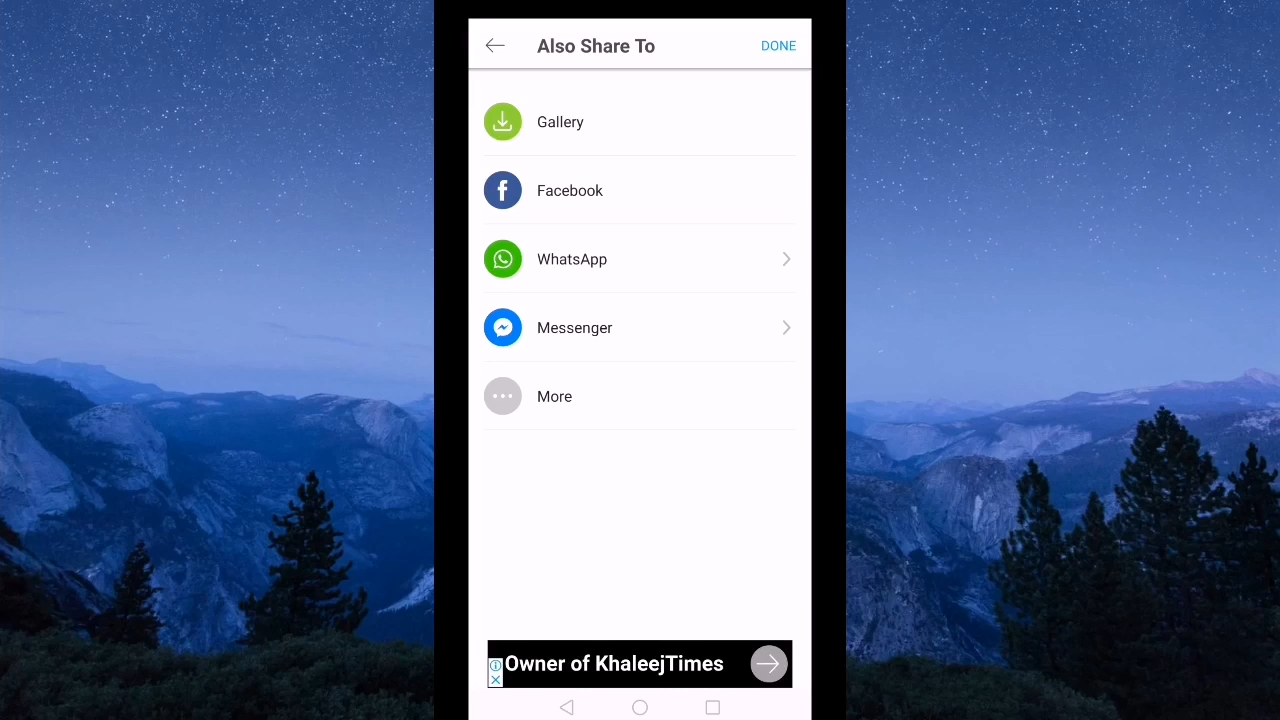 Also Share To
DONE
Gallery
Facebook
WhatsApp
Messenger
More
Owner of KhaleejTimes